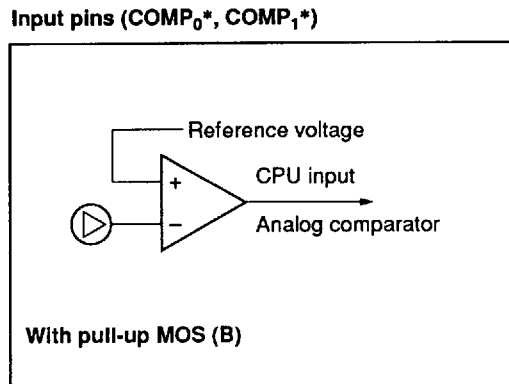 Input pins (COMP₀*, COMP₁*)
Reference voltage
+
CPU input
−
Analog comparator
With pull-up MOS (B)